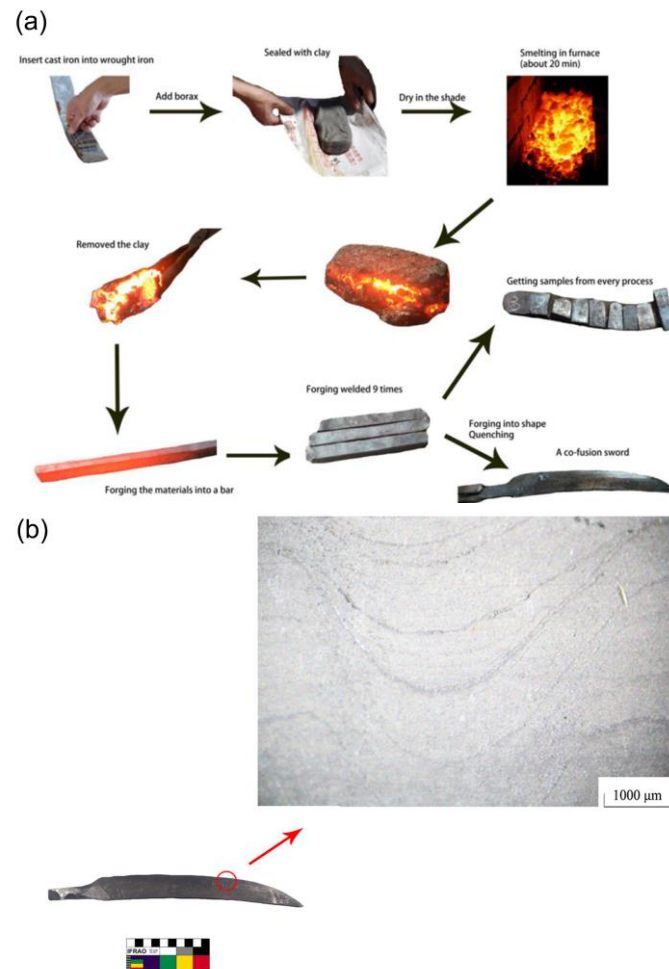 (a)
Insert cast iron into wrought iron
Add borax
Sealed with clay
Dry in the shade
Smelting in furnace
(about 20 min)
Removed the clay
Getting samples from every process
Forging the materials into a bar
Forging welded 9 times
Forging into shape
Quenching
A co-fusion sword
(b)
1000 μm
IFRAO